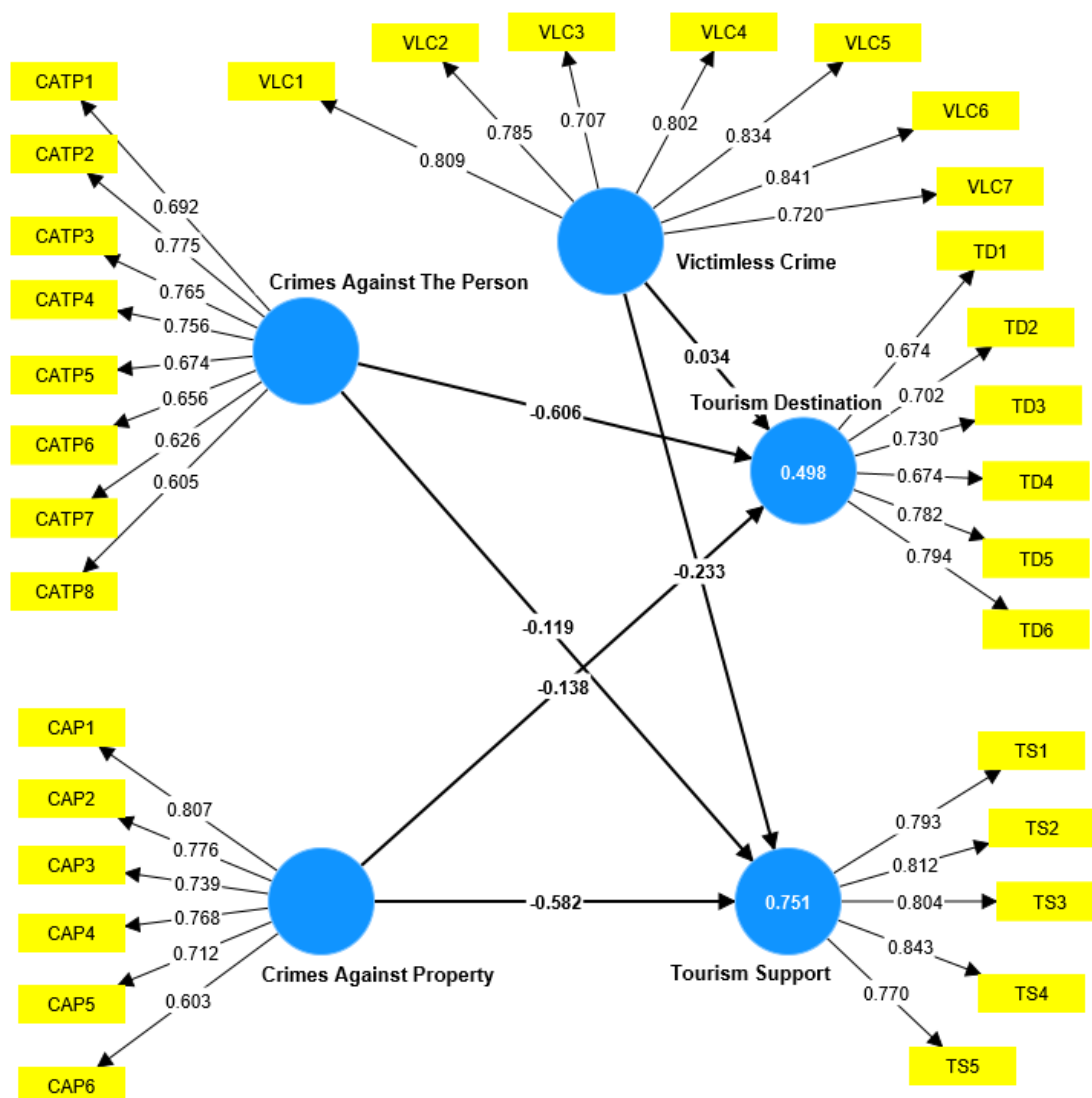 VLC1
VLC2
VLC3
VLC4
VLC5
VLC6
VLC7
0.809
0.785
0.707
0.802
0.834
0.841
0.720
Victimless Crime
CATP1
CATP2
CATP3
CATP4
CATP5
CATP6
CATP7
CATP8
0.692
0.775
0.765
0.756
0.674
0.656
0.626
0.605
Crimes Against The Person
0.034
-0.606
-0.233
-0.119
-0.138
-0.582
Tourism Destination
0.498
0.674
0.702
0.730
0.674
0.782
0.794
TD1
TD2
TD3
TD4
TD5
TD6
CAP1
CAP2
CAP3
CAP4
CAP5
CAP6
0.807
0.776
0.739
0.768
0.712
0.603
Crimes Against Property
0.751
Tourism Support
0.793
0.812
0.804
0.843
0.770
TS1
TS2
TS3
TS4
TS5